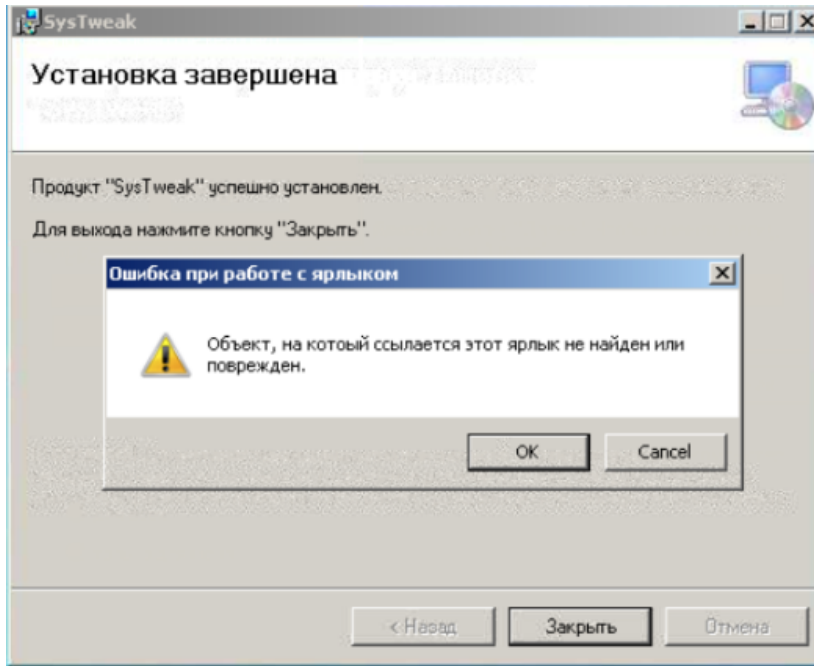 SysTweak
Установка завершена
Продукт "SysTweak" успешно установлен.
Для выхода нажмите кнопку "Закрыть".
Ошибка при работе с ярлыком
Объект, на котоый ссылается этот ярлык не найден или
поврежден.
OK
Cancel
< Назад
Закрыть
Отмена